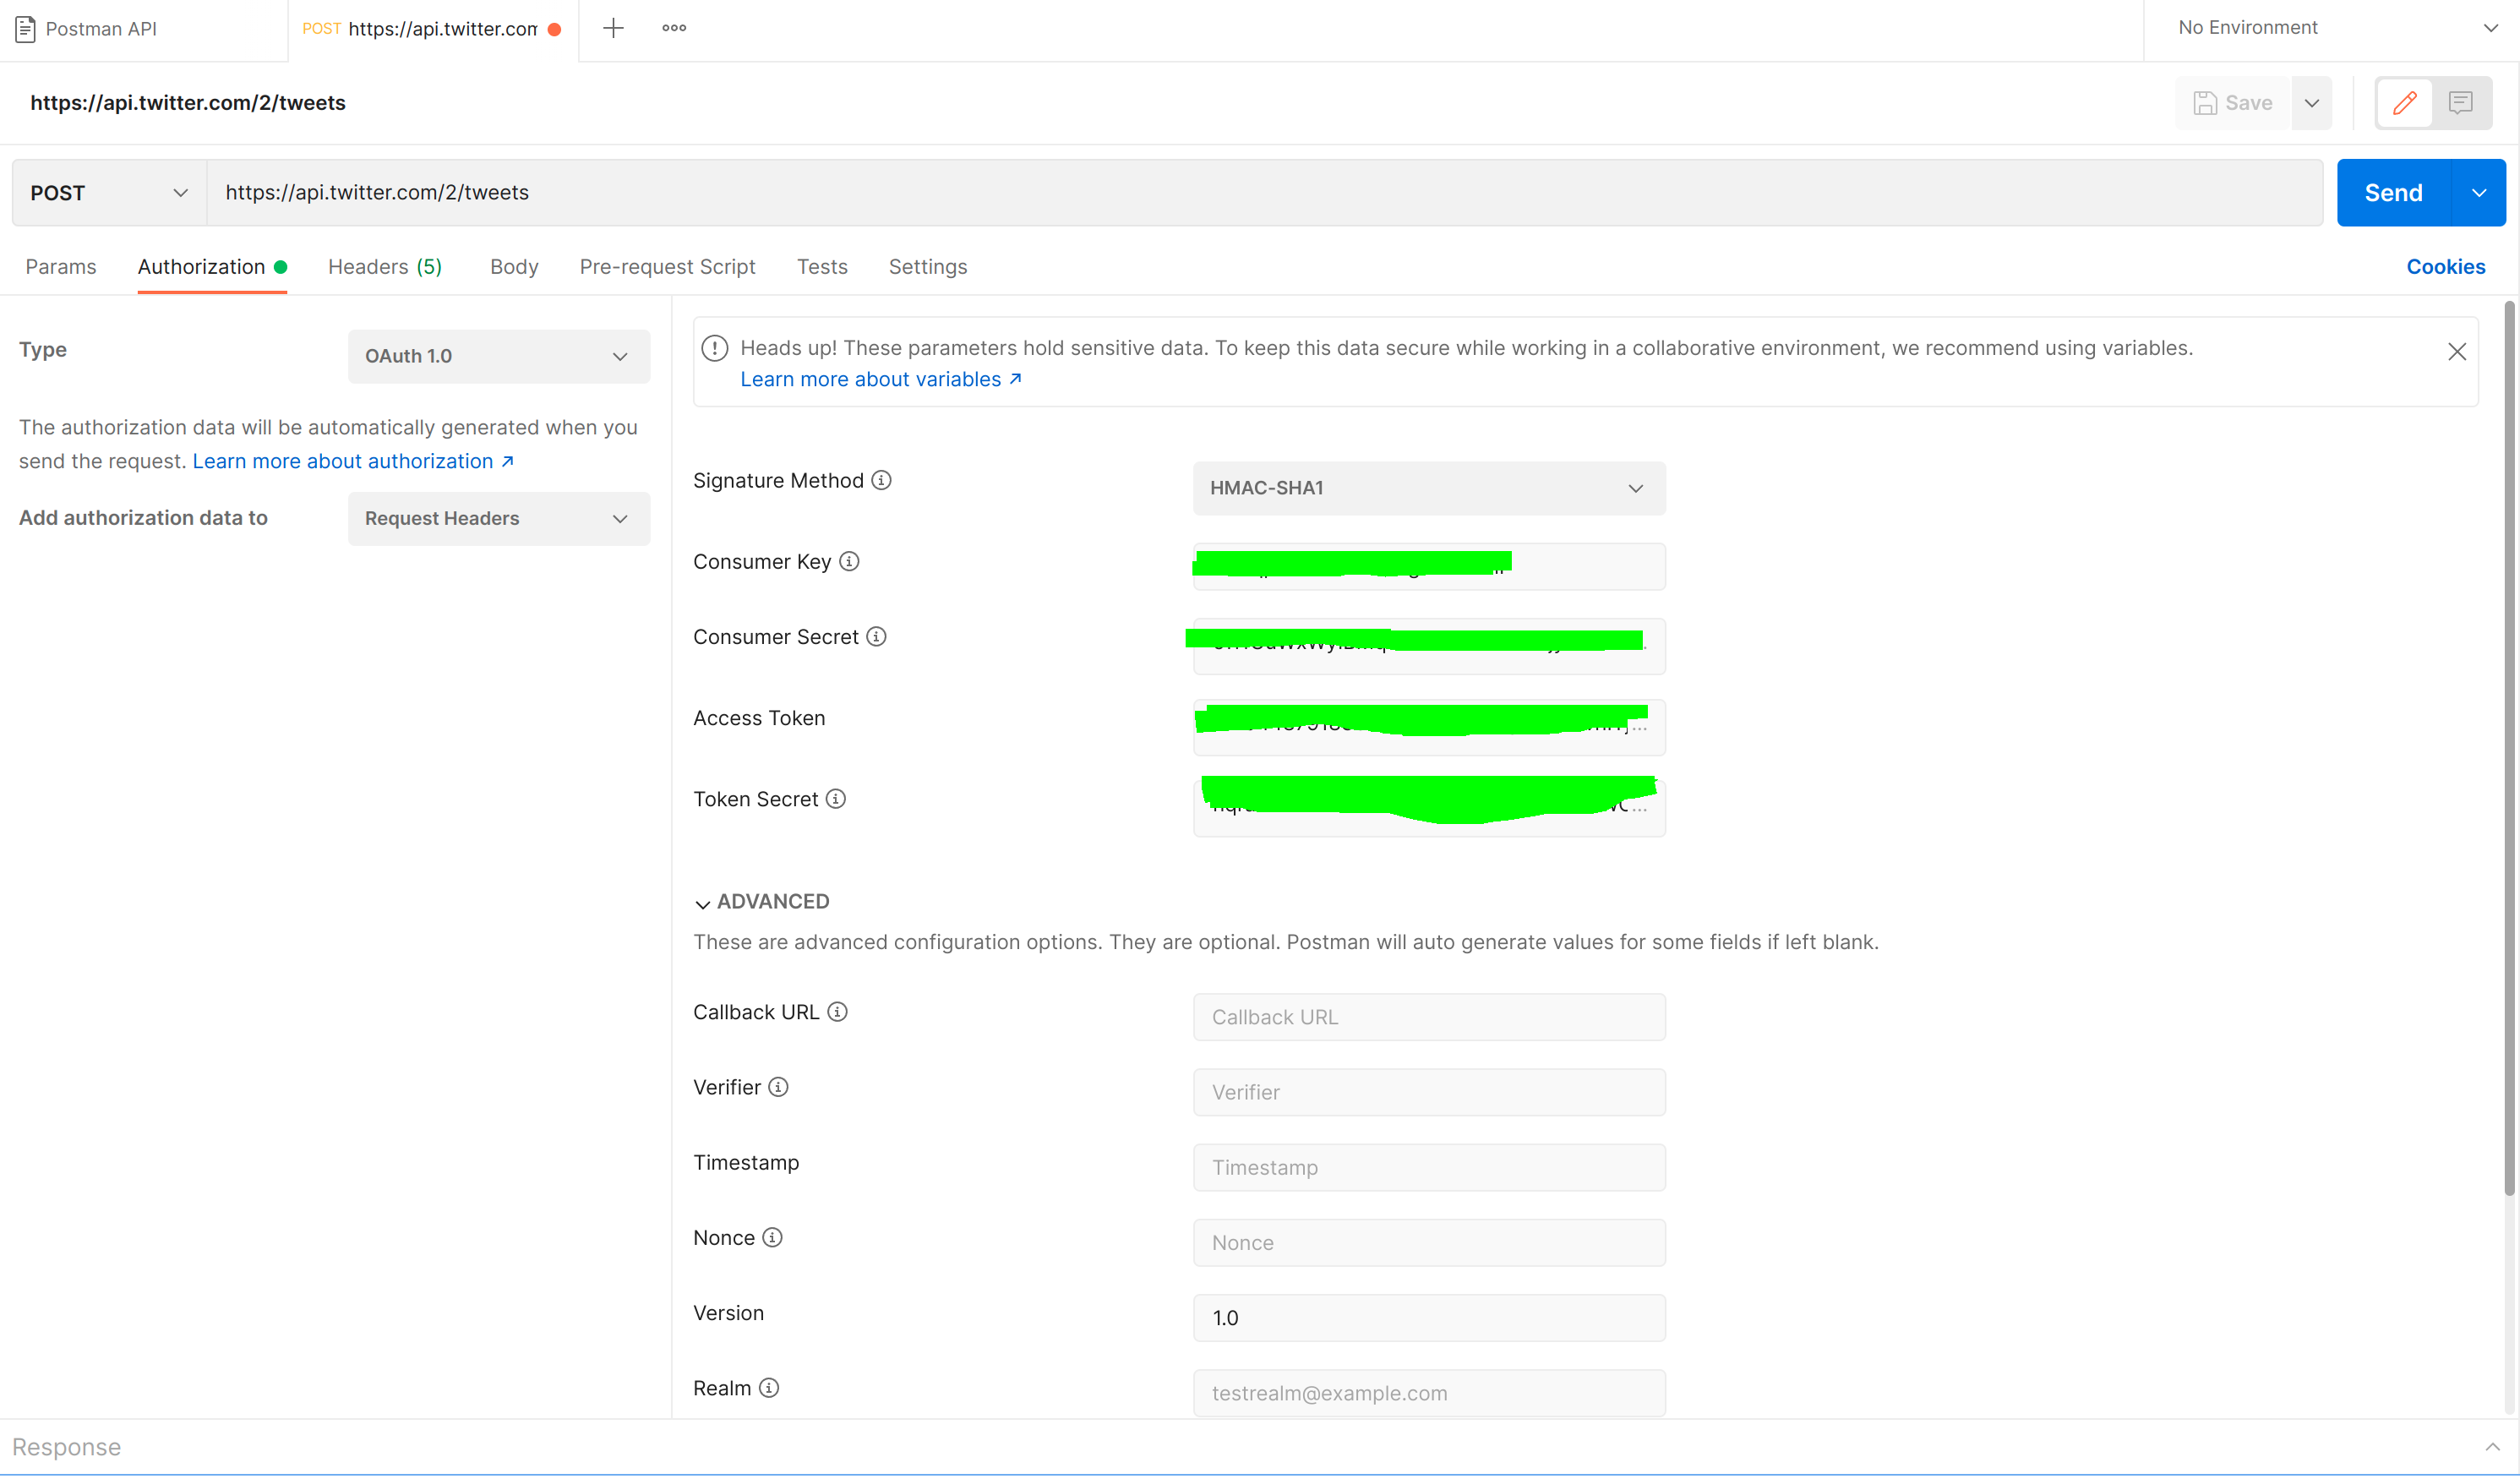 Postman API
POST https://api.twitter.com
No Environment
https://api.twitter.com/2/tweets
Save
POST
https://api.twitter.com/2/tweets
Send
Params
Authorization
Headers (5)
Body
Pre-request Script
Tests
Settings
Cookies
Type
OAuth 1.0
The authorization data will be automatically generated when you
send the request. Learn more about authorization ↗
Add authorization data to
Request Headers
Heads up! These parameters hold sensitive data. To keep this data secure while working in a collaborative environment, we recommend using variables.
Learn more about variables ↗
Signature Method
HMAC-SHA1
Consumer Key
Consumer Secret
Access Token
Token Secret
ADVANCED
These are advanced configuration options. They are optional. Postman will auto generate values for some fields if left blank.
Callback URL
Callback URL
Verifier
Verifier
Timestamp
Timestamp
Nonce
Nonce
Version
1.0
Realm
testrealm@example.com
Response